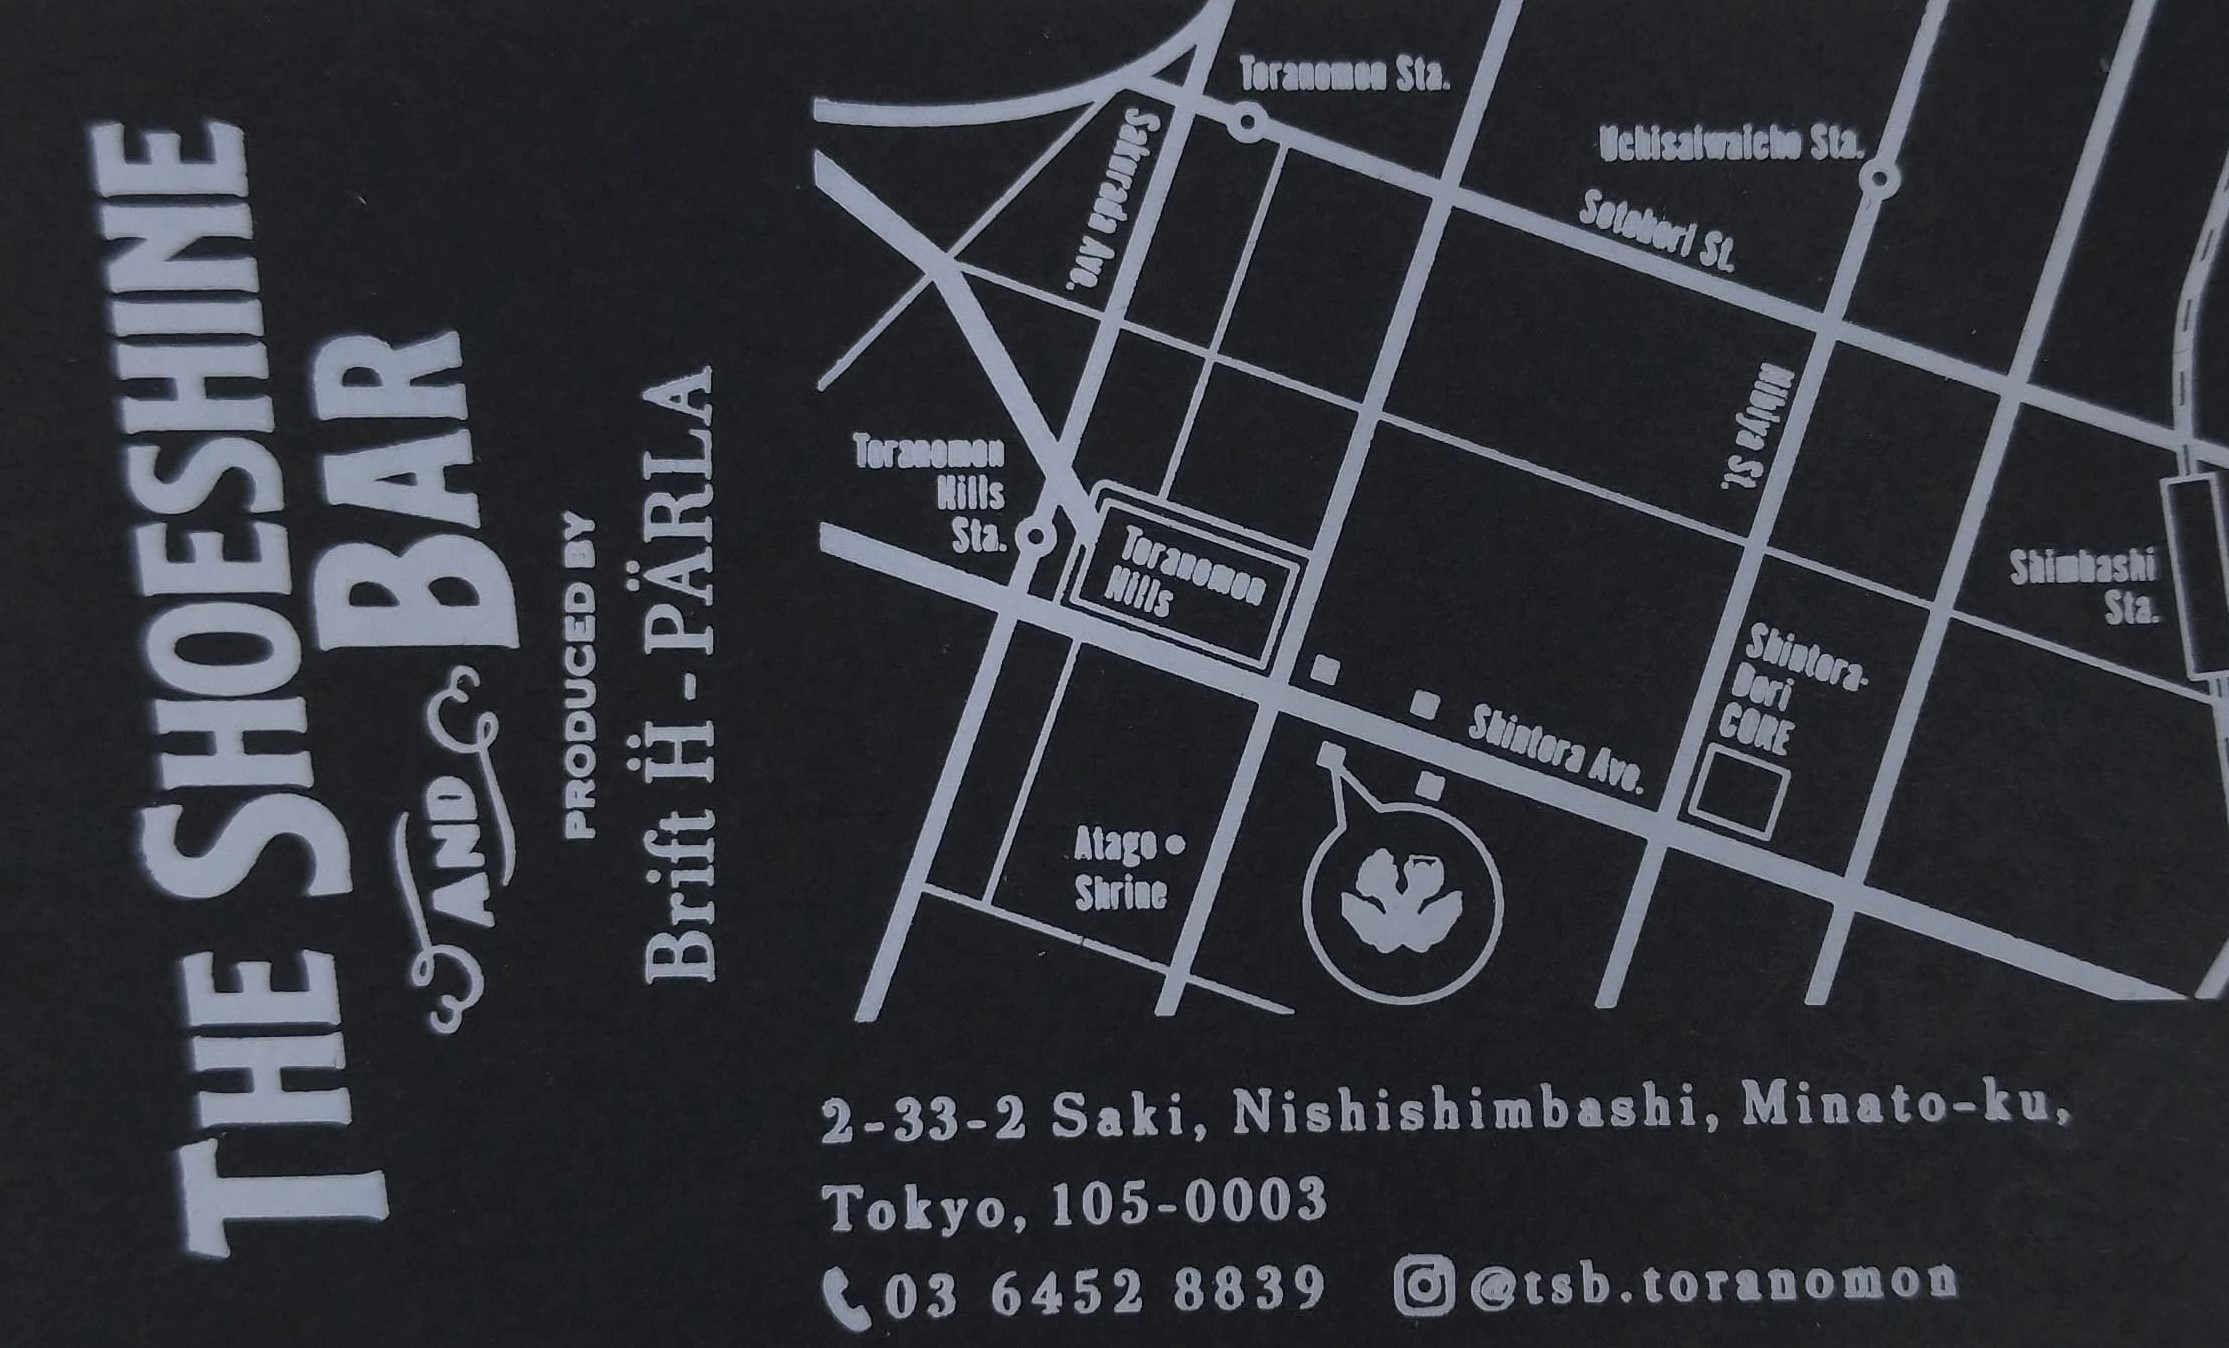 THE SHOESHINE
AND BAR
PRODUCED BY
Brift Ḧ - PÄRLA
Toranomon Sta.
Uchisaiwaicho Sta.
Sakurada Ave.
Sotobori St.
Hibiya St.
Toranomon
Hills
Sta.
Toranomon
Hills
Shimbashi
Sta.
Shintora-
Dori
CORE
Shintora Ave.
Atago
Shrine
2-33-2 Saki, Nishishimbashi, Minato-ku,
Tokyo, 105-0003
03 6452 8839 @tsb.toranomon